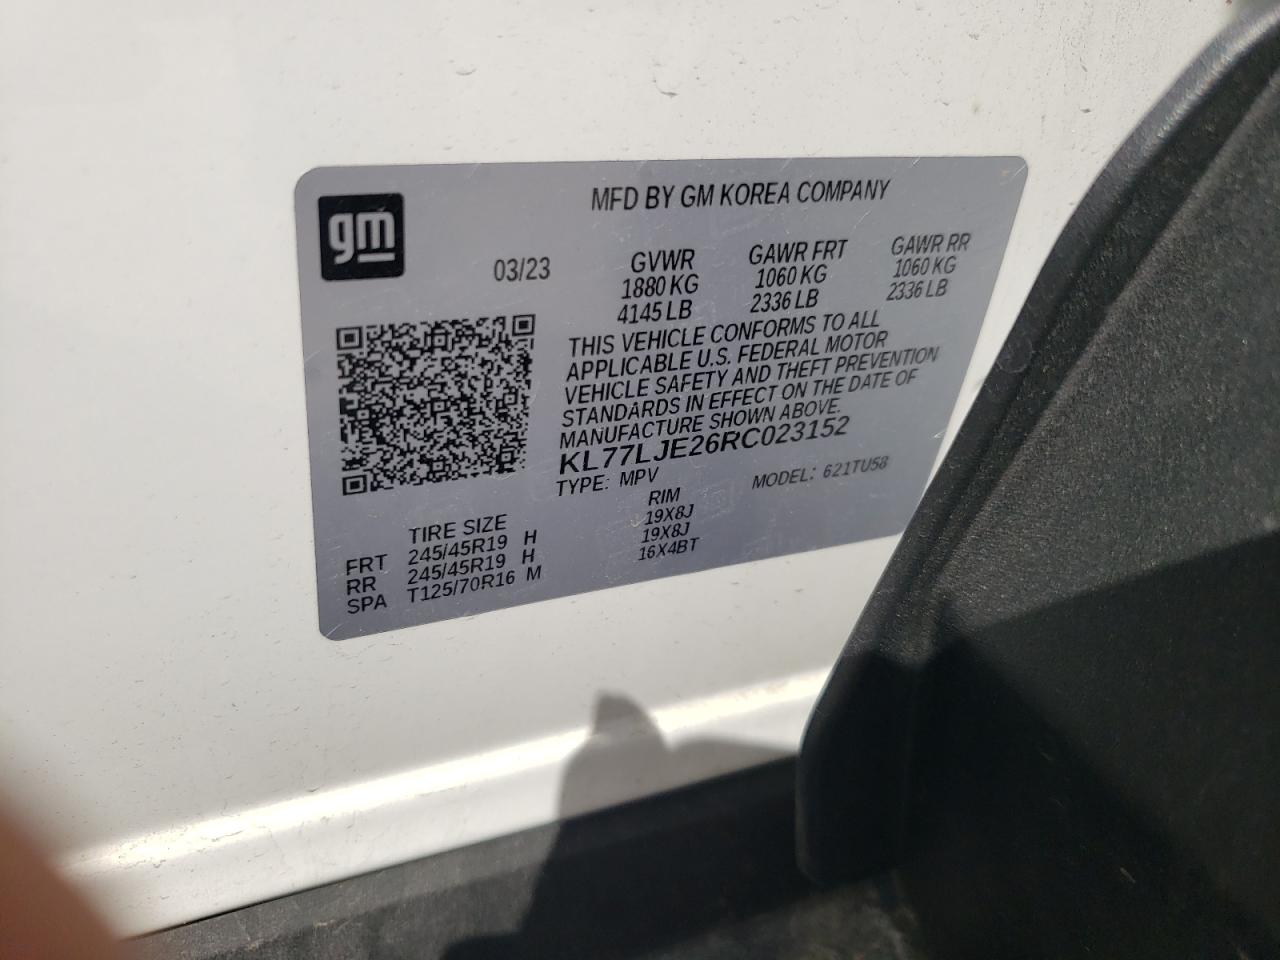 gm
MFD BY GM KOREA COMPANY
03/23
GVWR GAWR FRT GAWR RR
1880 KG 1060 KG 1060 KG
4145 LB 2336 LB 2336 LB
THIS VEHICLE CONFORMS TO ALL
APPLICABLE U.S. FEDERAL MOTOR
VEHICLE SAFETY AND THEFT PREVENTION
STANDARDS IN EFFECT ON THE DATE OF
MANUFACTURE SHOWN ABOVE.
KL77LJE26RC023152
TYPE: MPV MODEL: 621TU58
TIRE SIZE RIM
FRT 245/45R19 H 19X8J
RR 245/45R19 H 19X8J
SPA T125/70R16 M 16X4BT